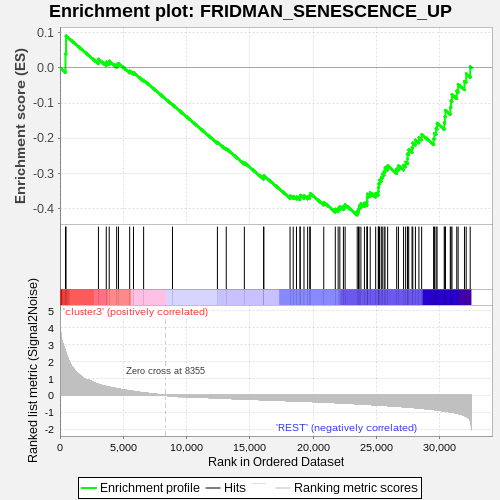 Enrichment plot: FRIDMAN_SENESCENCE_UP
Enrichment score (ES)
0.1
0.0
-0.1
-0.2
-0.3
-0.4
Ranked list metric (Signal2Noise)
5
4
3
2
1
0
-1
-2
'cluster3' (positively correlated)
Zero cross at 8355
'REST' (negatively correlated)
0
5,000
10,000
15,000
20,000
25,000
30,000
Rank in Ordered Dataset
Enrichment profile
Hits
Ranking metric scores